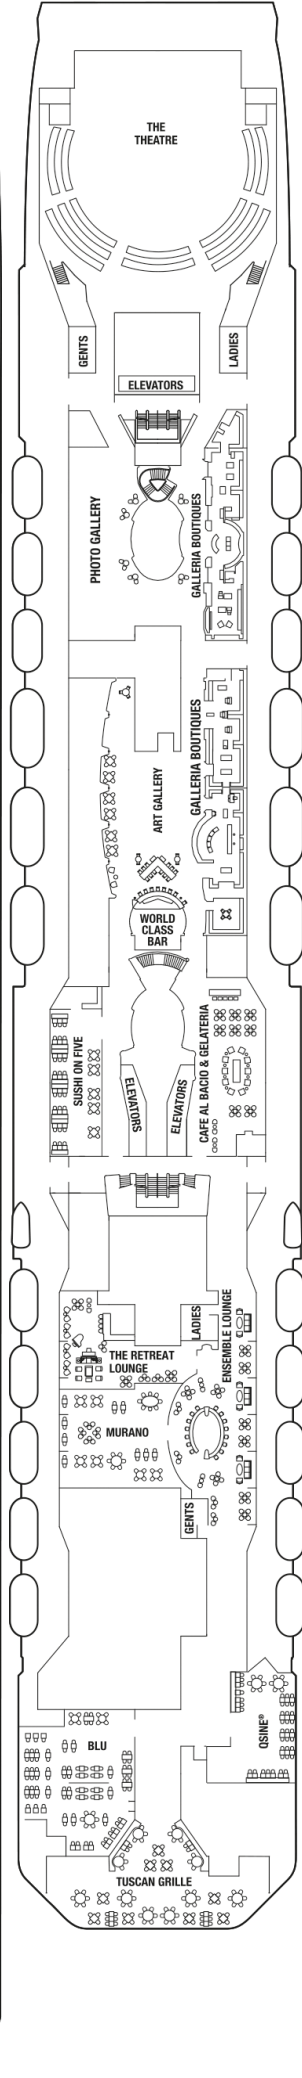 THE
THEATRE
GENTS
LADIES
ELEVATORS
PHOTO GALLERY
GALLERIA BOUTIQUES
GALLERIA BOUTIQUES
ART GALLERY
WORLD
CLASS
BAR
SUSHI ON FIVE
CAFE AL BACIO & GELATERIA
ELEVATORS
ELEVATORS
LADIES
ENSEMBLE LOUNGE
THE RETREAT
LOUNGE
MURANO
GENTS
BLU
QSINE®
TUSCAN GRILLE